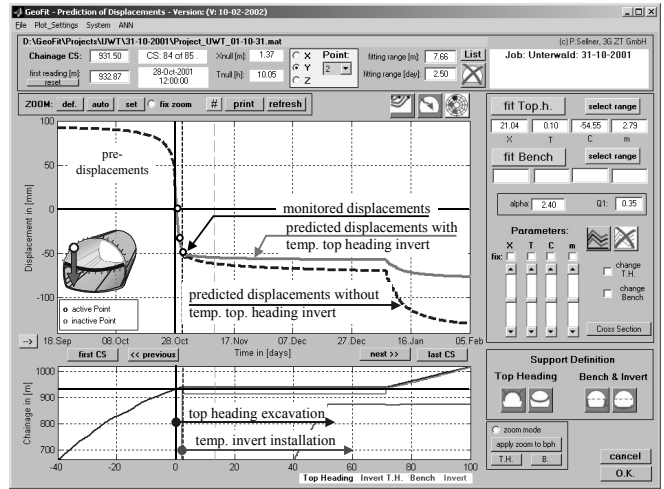 GeoFit - Prediction of Displacements - Version: (V: 10-02-2002)
File Plot_Settings System ANN
D:\GeoFit\Projects\UWT\31-10-2001\Project_UWT_01-10-31.mat
(c) P.Sellner, 3G ZT GmbH
Chainage CS: 931.50 CS: 84 of 85. Xnull [m]: 1.37 X Point: fitting range [m]: 7.66 List
Job: Unterwald: 31-10-2001
Y 2
first reading [m]: 932.87 28-Oct-2001 12:00:00 Tnull [h]: 10.05 Z fitting range [day]: 2.50
reset
ZOOM: def. auto set fix zoom # print refresh
fit Top.h. select range
21.04 0.10 -54.55 2.79
X T C m
fit Bench select range
alpha: 2.40 Q1: 0.35
Parameters:
X T C m
fix:
change T.H.
change Bench
Cross Section
Displacement in [mm]
100
50
0
-50
-100
pre-
displacements
monitored displacements
predicted displacements with
temp. top heading invert
predicted displacements without
temp. top. heading invert
active Point
inactive Point
--> 18.Sep 08.Oct 28.Oct 17.Nov 07.Dec 27.Dec 16.Jan 05.Feb
first CS << previous Time in [days] next >> last CS
Support Definition
Top Heading Bench & Invert
Chainage in [m]
1000
900
800
700
top heading excavation
temp. invert installation
-40 -20 0 20 40 60 80 100
Top Heading Invert T.H. Bench Invert
zoom mode
apply zoom to bph
T.H. B.
cancel
O.K.